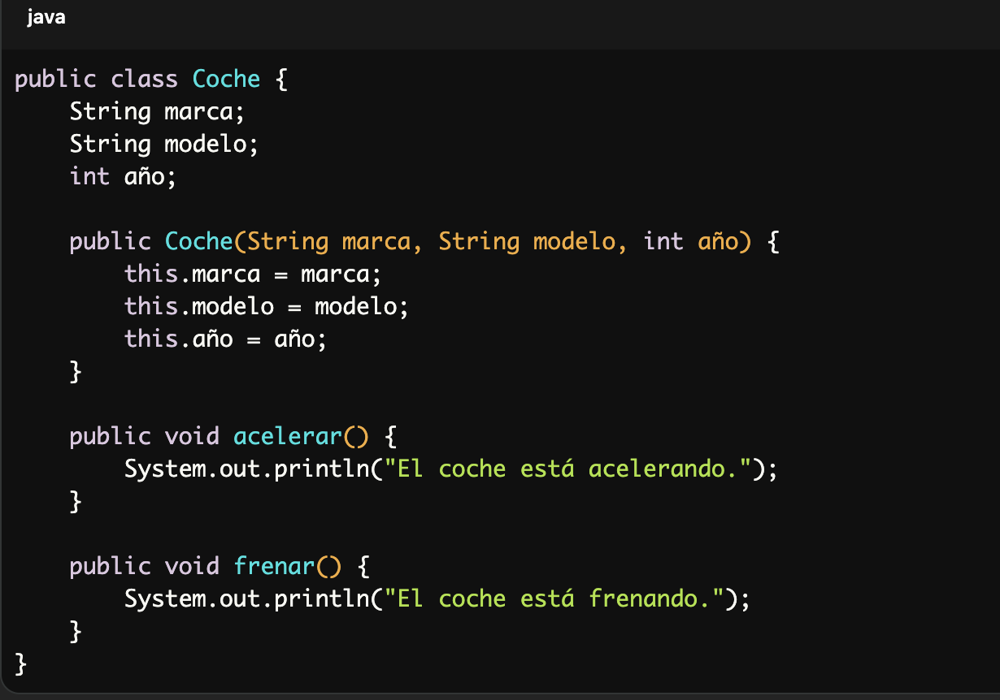 java
public class Coche {
    String marca;
    String modelo;
    int año;
    public Coche(String marca, String modelo, int año) {
        this.marca = marca;
        this.modelo = modelo;
        this.año = año;
    }
    public void acelerar() {
        System.out.println("El coche está acelerando.");
    }
    public void frenar() {
        System.out.println("El coche está frenando.");
    }
}